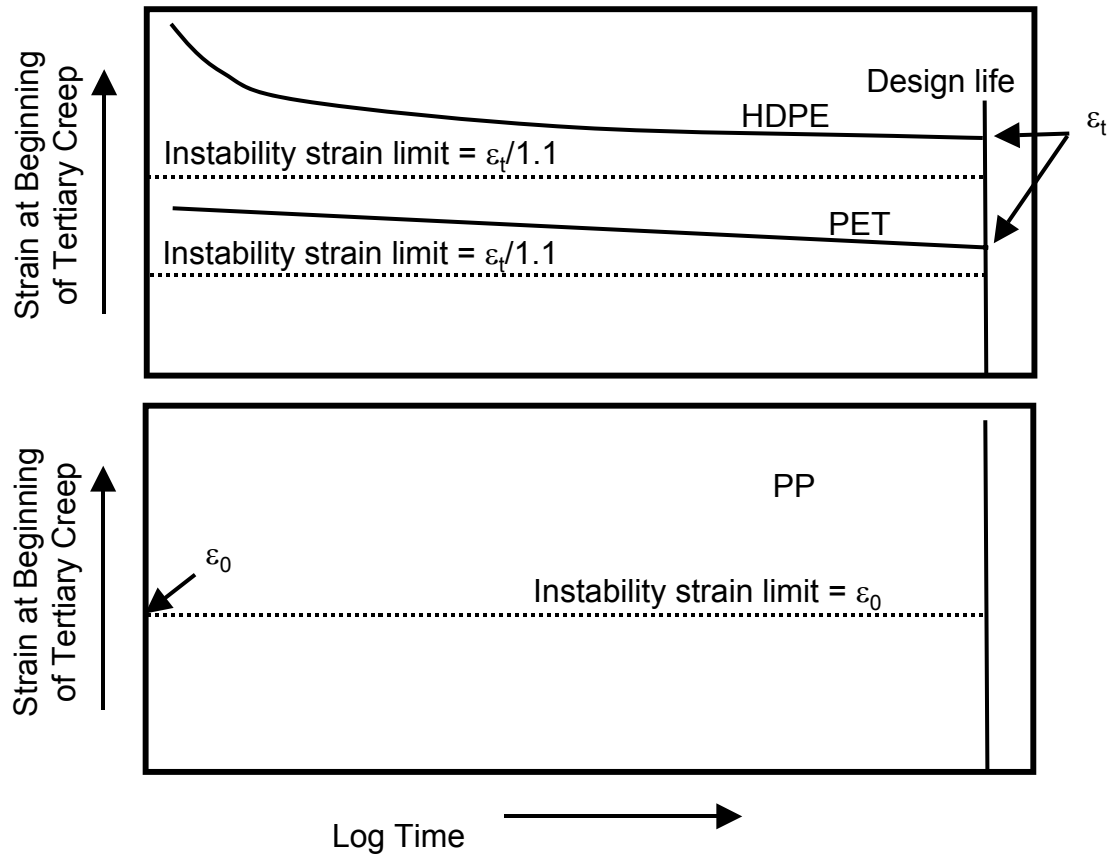 Strain at Beginning
of Tertiary Creep
Design life
HDPE
εt
Instability strain limit = εt/1.1
PET
Instability strain limit = εt/1.1
Strain at Beginning
of Tertiary Creep
PP
ε0
Instability strain limit = ε0
Log Time